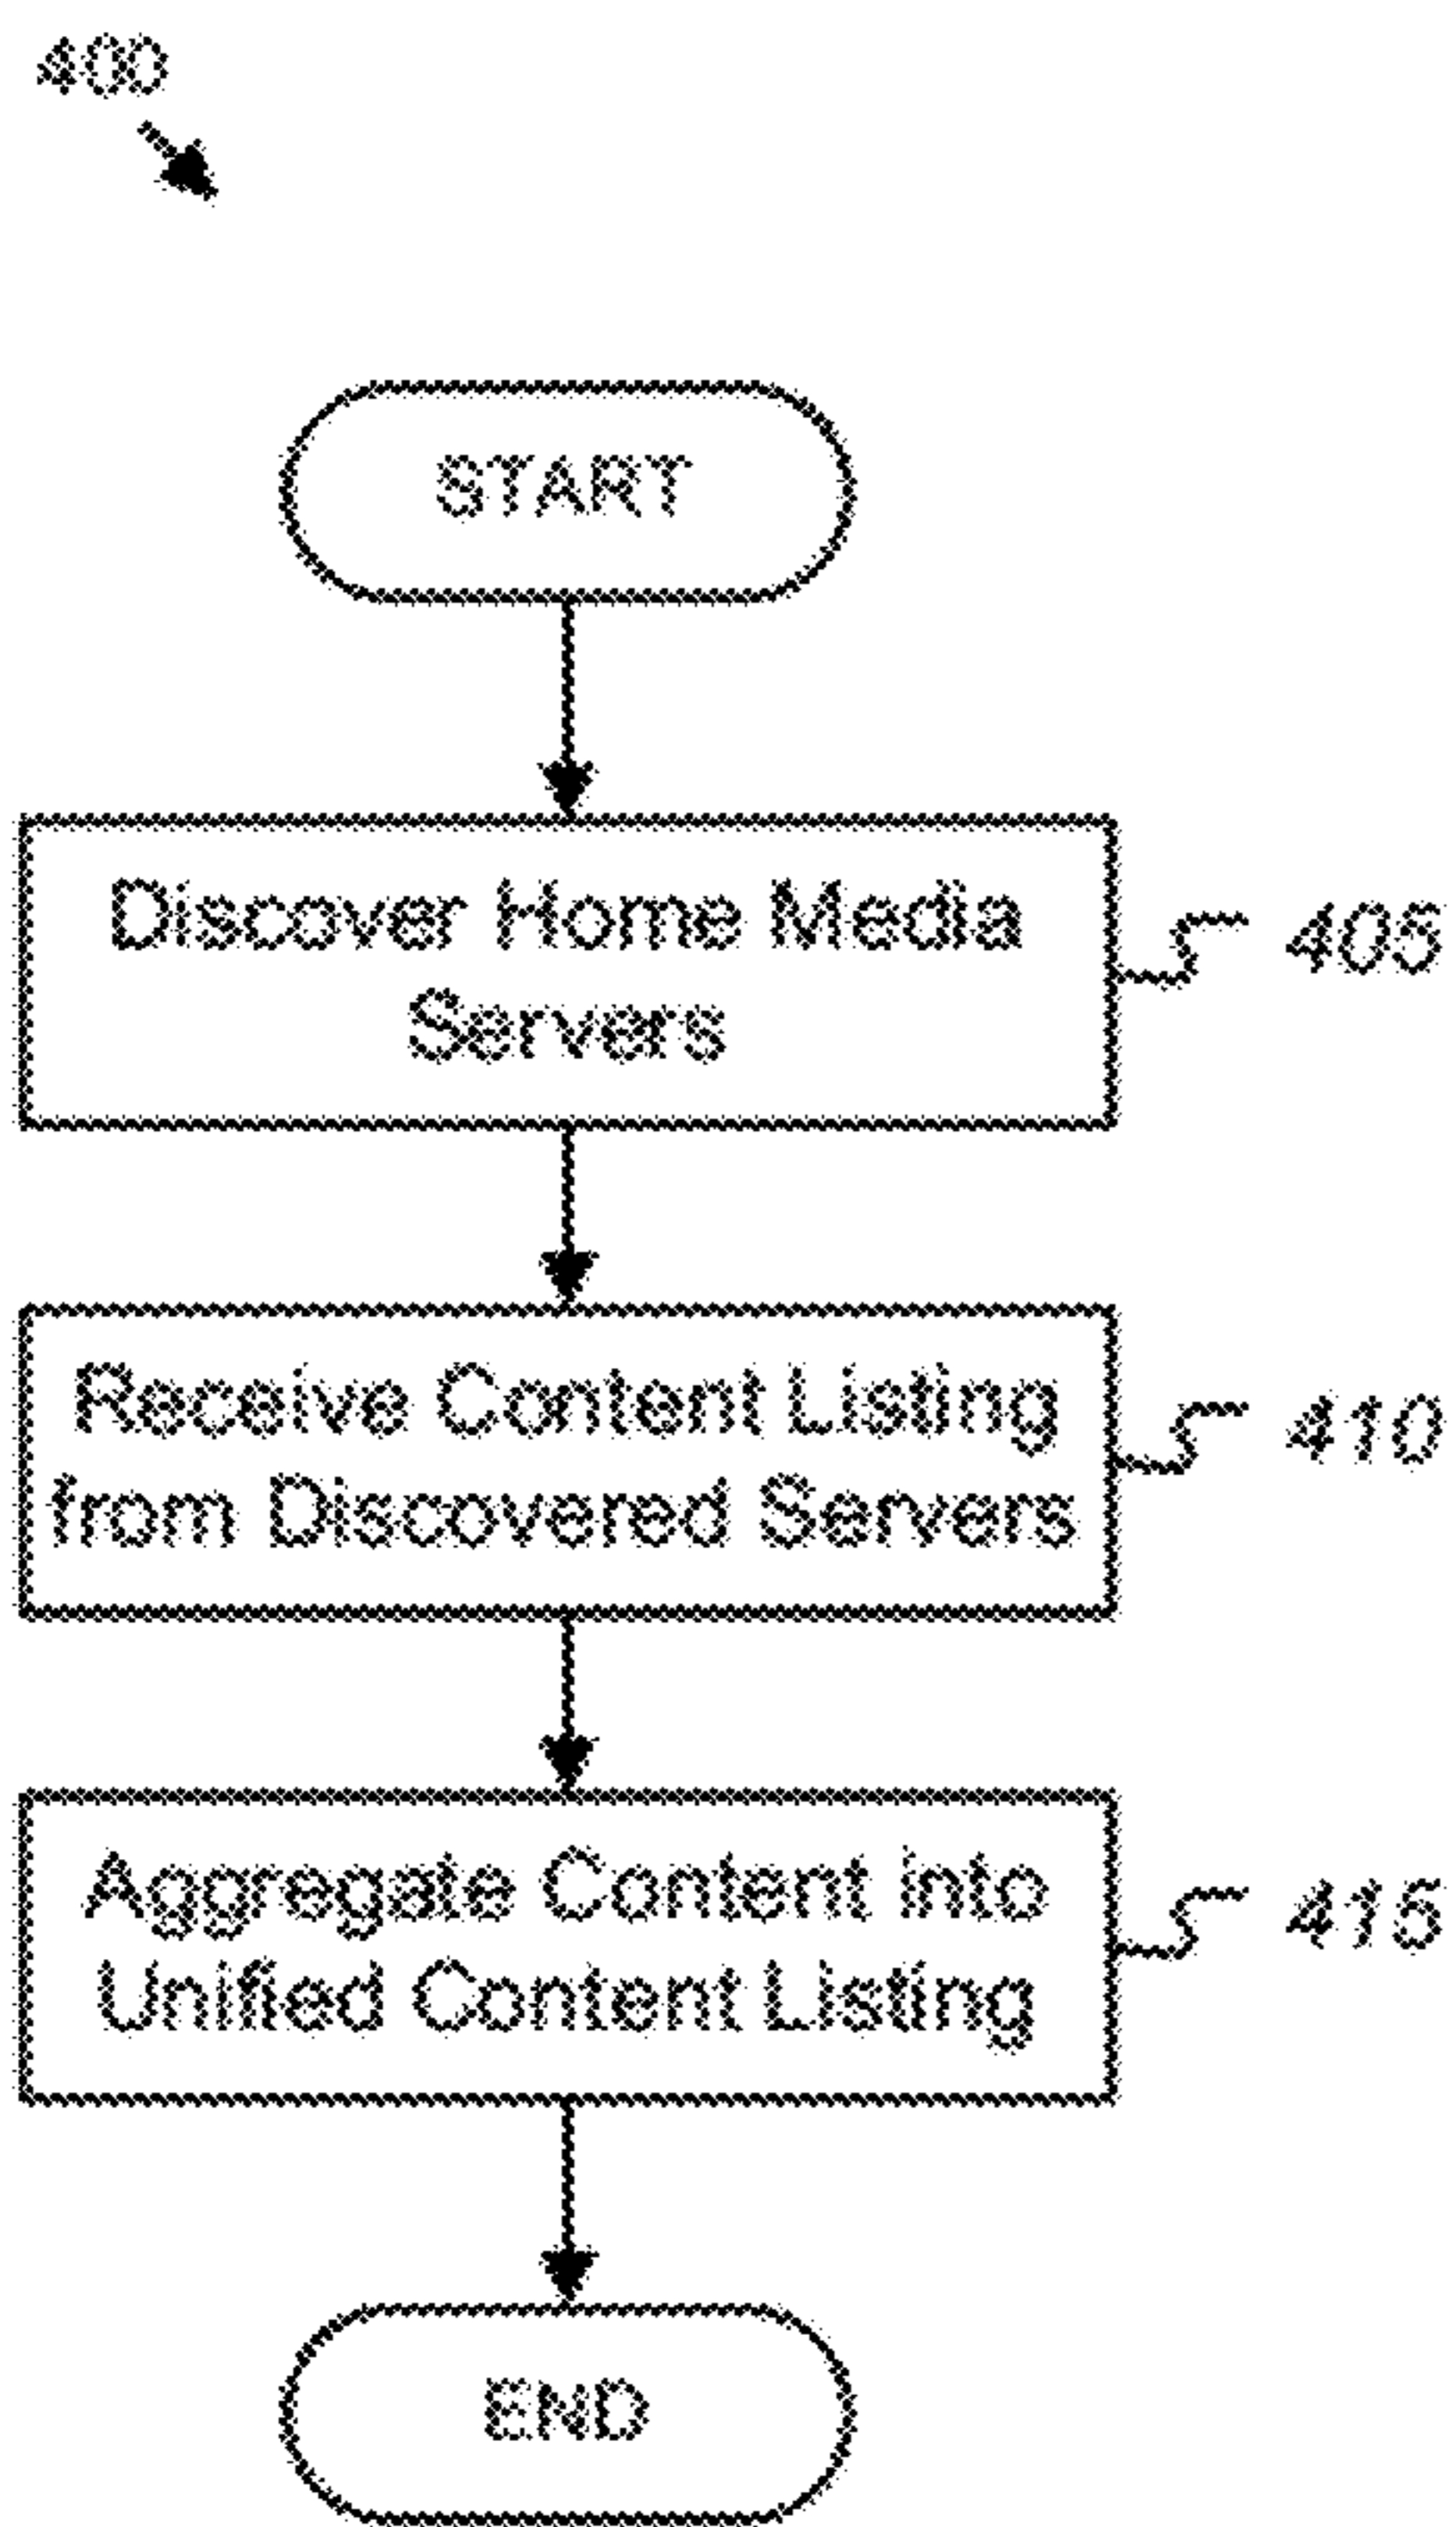 400
START
Discover Home Media
Servers
405
Receive Content Listing
from Discovered Servers
410
Aggregate Content into
Unified Content Listing
415
END